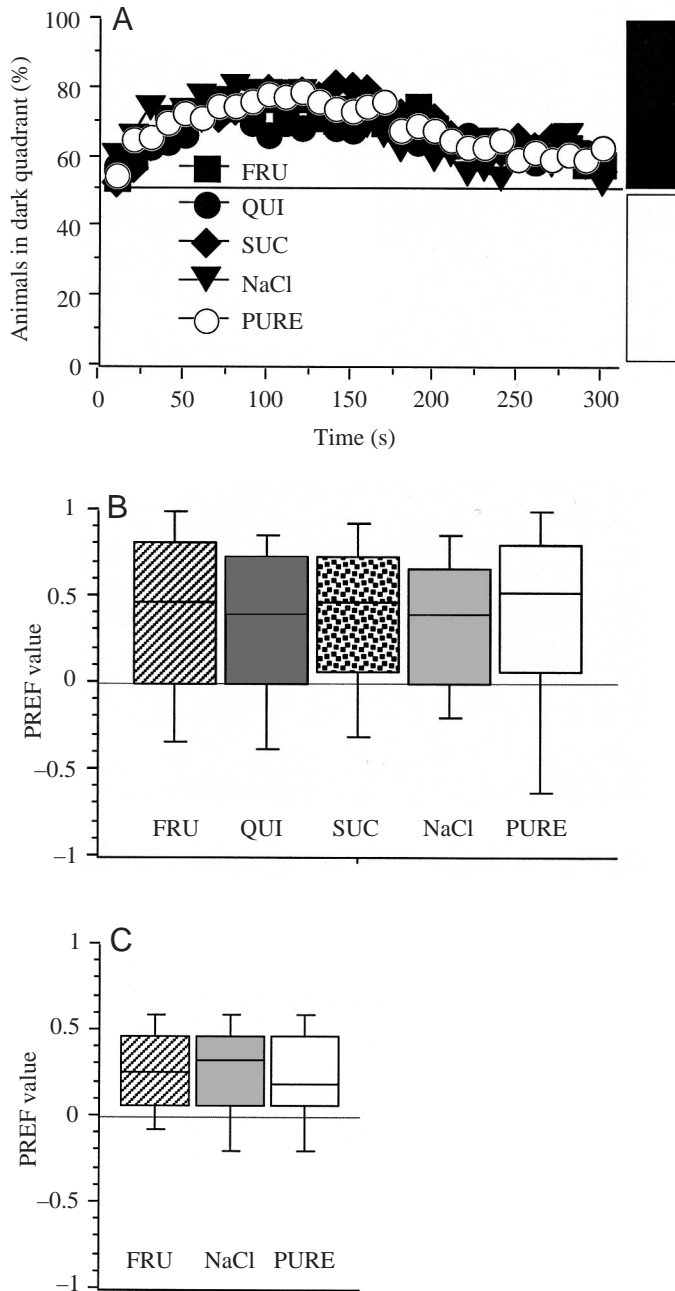 A
Animals in dark quadrant (%)
100
80
60
40
20
0
FRU
QUI
SUC
NaCl
PURE
0 50 100 150 200 250 300
Time (s)
B
PREF value
1
0.5
0
–0.5
–1
FRU QUI SUC NaCl PURE
C
PREF value
1
0.5
0
–0.5
–1
FRU NaCl PURE